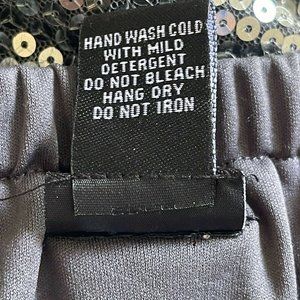 HAND WASH COLD
WITH MILD
DETERGENT
DO NOT BLEACH
HANG DRY
DO NOT IRON